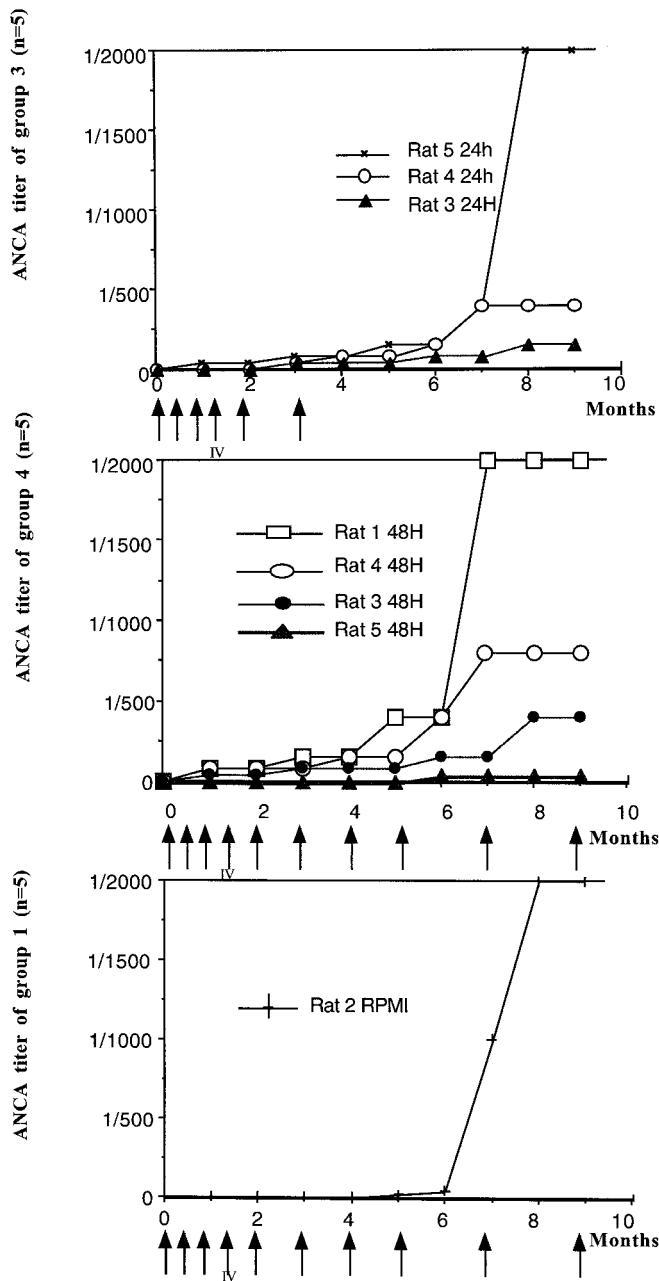 ANCA titer of group 3 (n=5)
1/2000
1/1500
1/1000
1/500
0
Rat 5 24h
Rat 4 24h
Rat 3 24H
0 2 4 6 8 10
Months
IV
ANCA titer of group 4 (n=5)
1/2000
1/1500
1/1000
1/500
0
Rat 1 48H
Rat 4 48H
Rat 3 48H
Rat 5 48H
0 2 4 6 8 10
Months
IV
ANCA titer of group 1 (n=5)
1/2000
1/1500
1/1000
1/500
0
Rat 2 RPMI
0 2 4 6 8 10
Months
IV